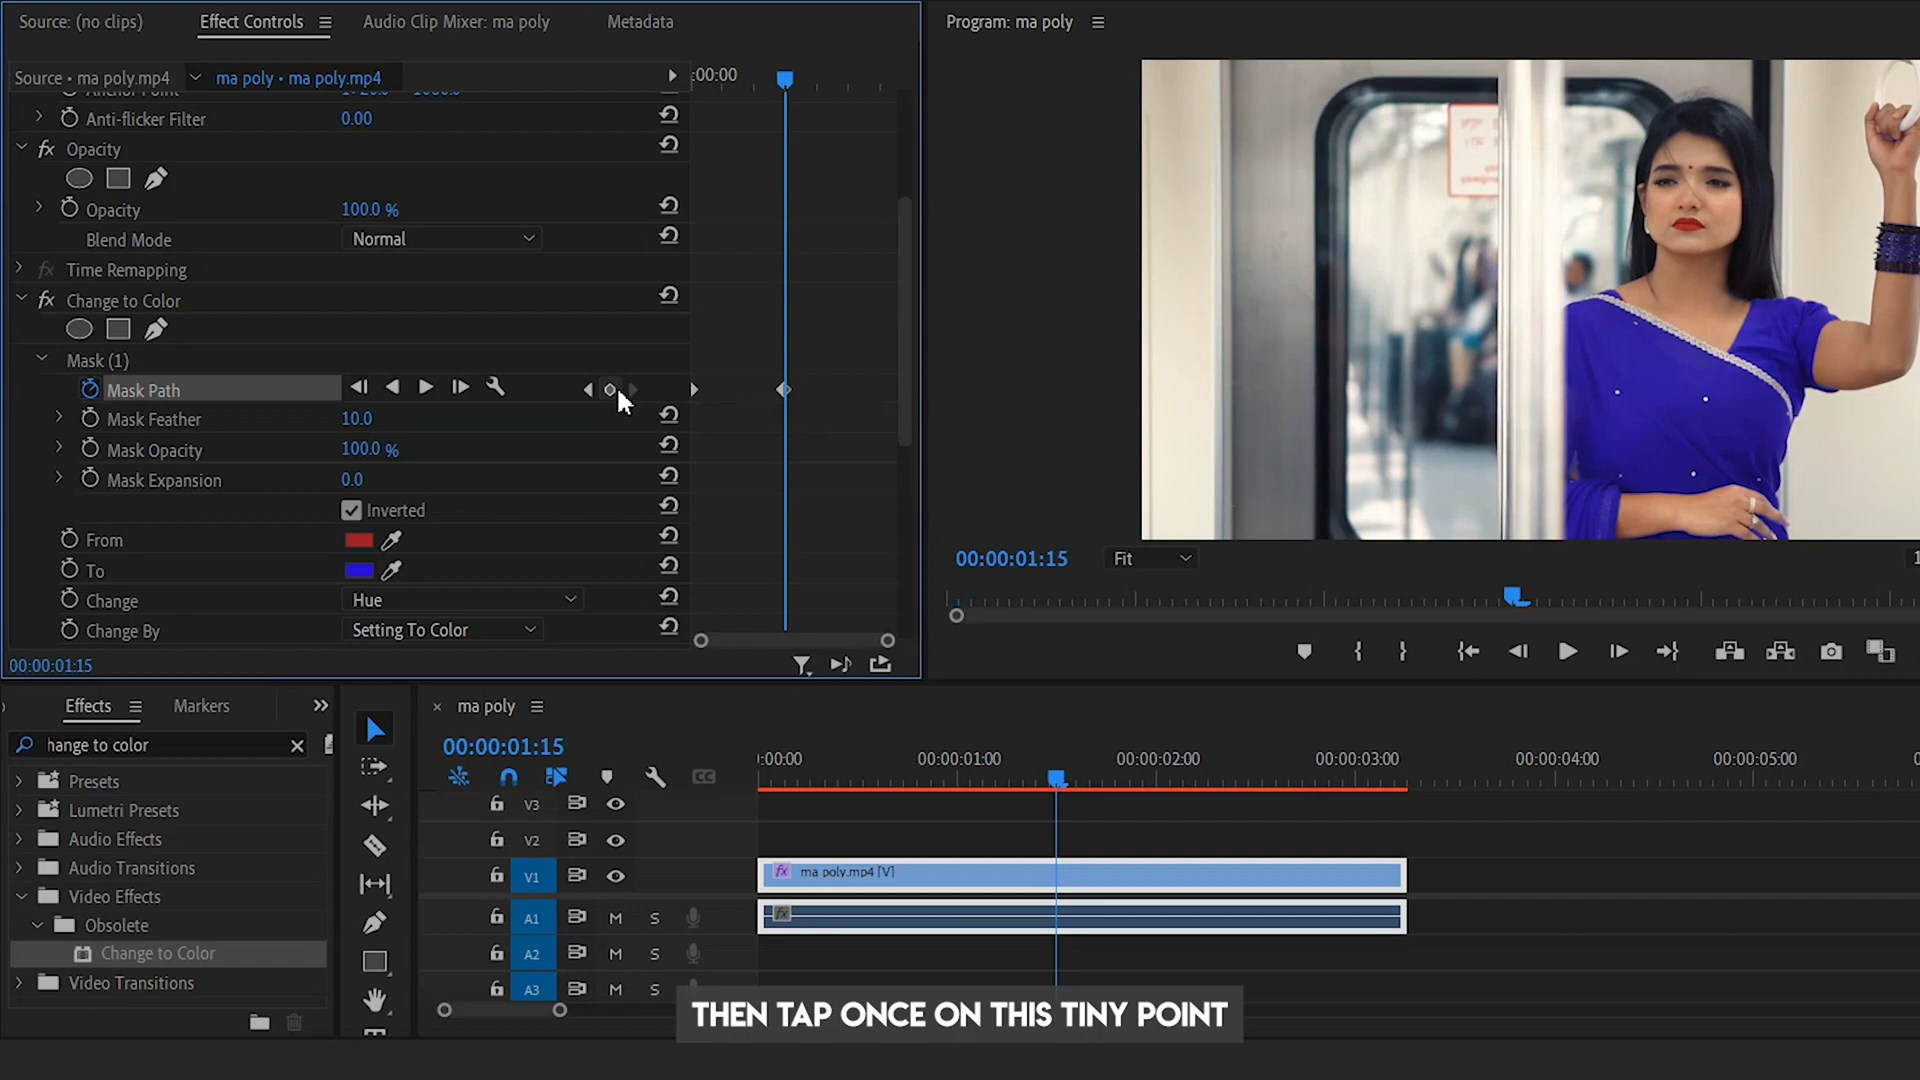 Source: (no clips)
Effect Controls
Audio Clip Mixer: ma poly
Metadata
Source • ma poly.mp4
ma poly • ma poly.mp4
:00:00
Anti-flicker Filter
0.00
fx Opacity
Opacity
100.0 %
Blend Mode
Normal
fx Time Remapping
fx Change to Color
Mask (1)
Mask Path
Mask Feather
10.0
Mask Opacity
100.0 %
Mask Expansion
0.0
Inverted
From
To
Change
Hue
Change By
Setting To Color
00:00:01:15
Program: ma poly
00:00:01:15
Fit
Effects
Markers
hange to color
Presets
Lumetri Presets
Audio Effects
Audio Transitions
Video Effects
Obsolete
Change to Color
Video Transitions
ma poly
00:00:01:15
:00:00
00:00:01:00
00:00:02:00
00:00:03:00
00:00:04:00
00:00:05:00
CC
V3
V2
V1
fx ma poly.mp4 [V]
A1 M S
fx
A2 M S
A3 M S
THEN TAP ONCE ON THIS TINY POINT